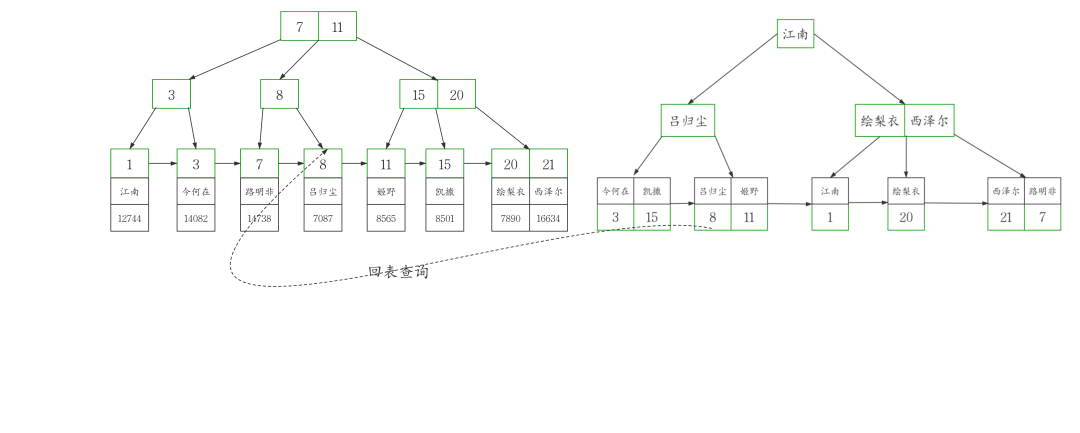 7 11
江南
3
8
15 20
吕归尘
绘梨衣 西泽尔
1 3 7 8 11 15 20 21
江南 今何在 路明非 吕归尘 姬野 凯撒 绘梨衣 西泽尔
12744 14082 14738 7087 8565 8501 7890 16634
今何在 凯撒 吕归尘 姬野 江南 绘梨衣 西泽尔 路明非
3 15 8 11 1 20 21 7
回表查询